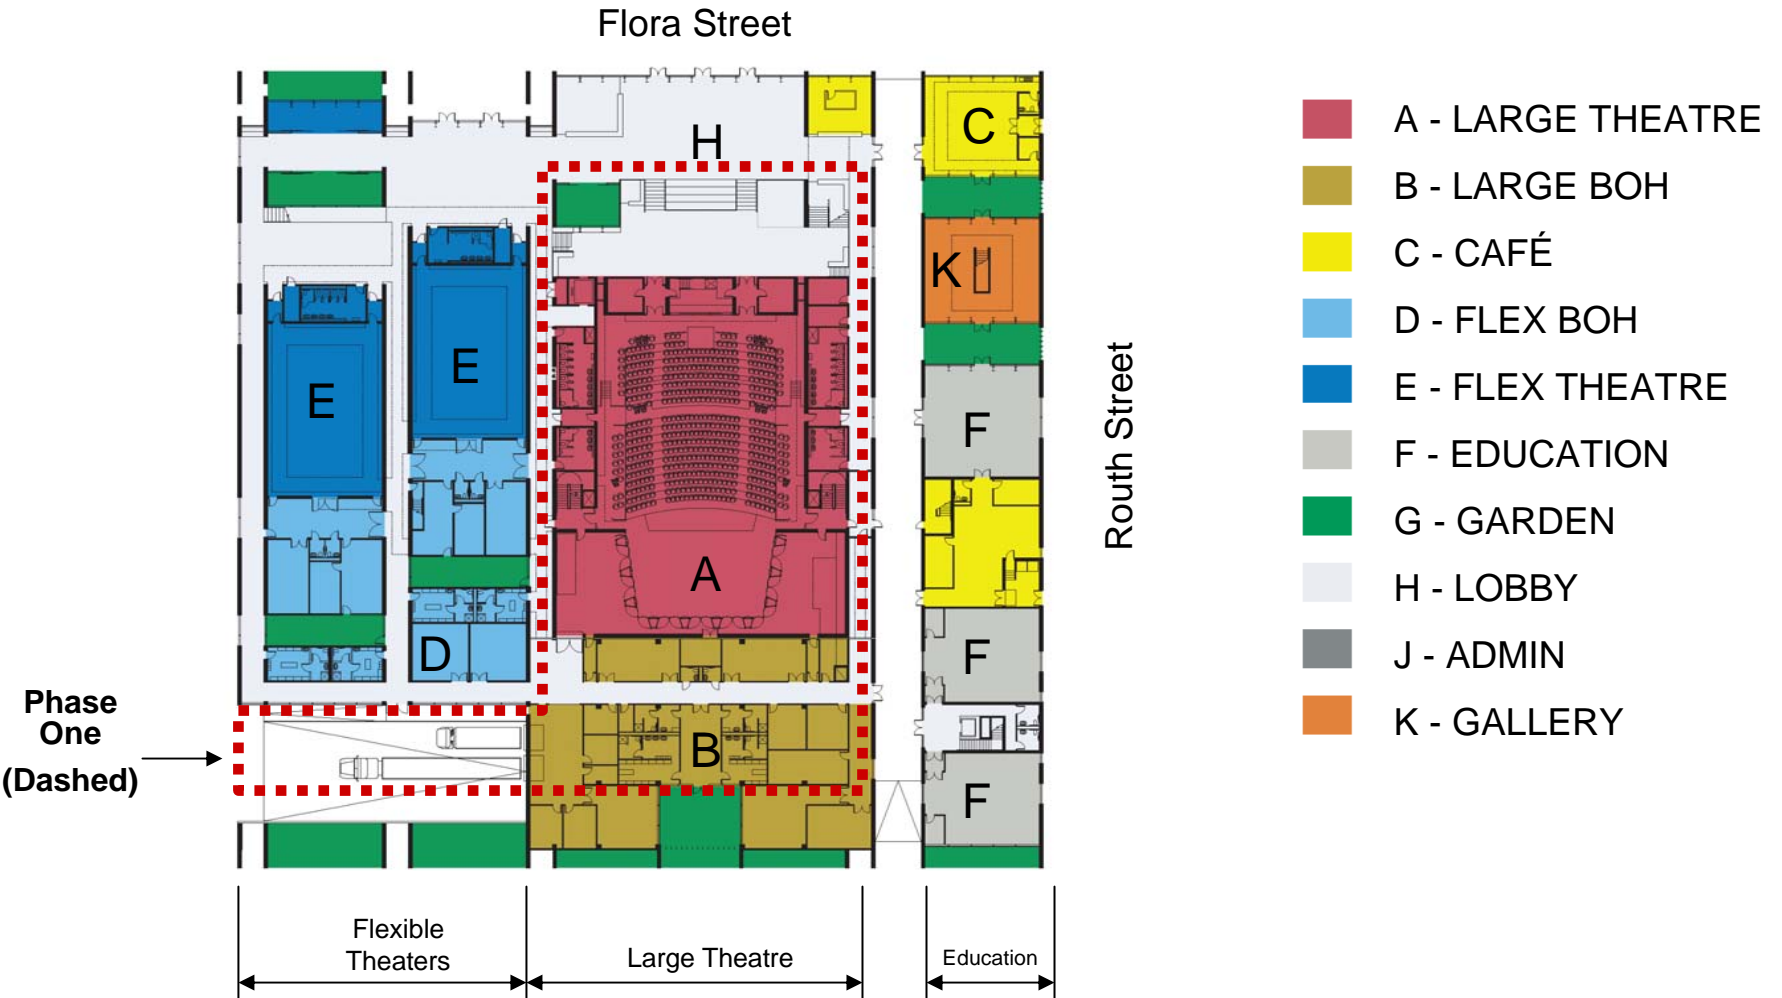 Flora Street
H
C
K
E
E
F
A
D
F
B
F
Routh Street
Phase
One
(Dashed)
Flexible
Theaters
Large Theatre
Education
A - LARGE THEATRE
B - LARGE BOH
C - CAFÉ
D - FLEX BOH
E - FLEX THEATRE
F - EDUCATION
G - GARDEN
H - LOBBY
J - ADMIN
K - GALLERY